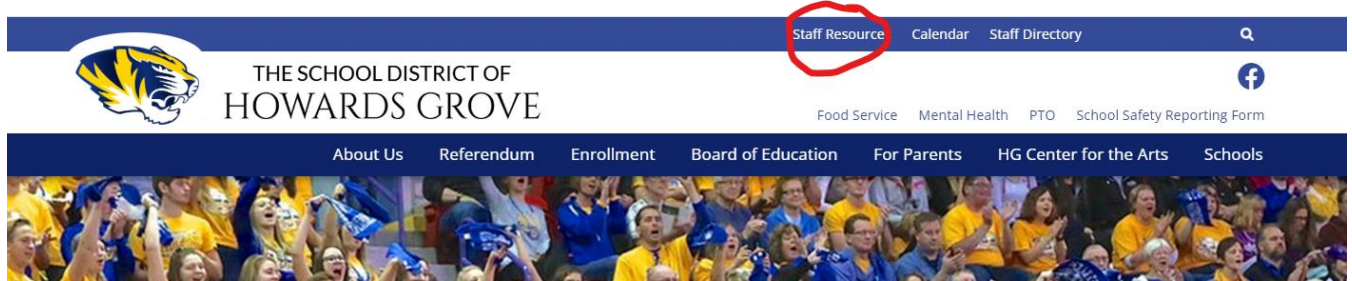 Staff Resource Calendar Staff Directory
THE SCHOOL DISTRICT OF
HOWARDS GROVE
Food Service Mental Health PTO School Safety Reporting Form
About Us Referendum Enrollment Board of Education For Parents HG Center for the Arts Schools